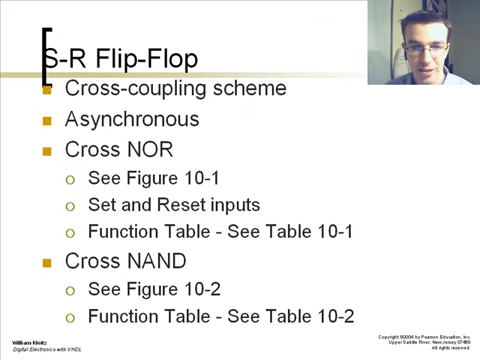 S-R Flip-Flop
Cross-coupling scheme
Asynchronous
Cross NOR
See Figure 10-1
Set and Reset inputs
Function Table - See Table 10-1
Cross NAND
See Figure 10-2
Function Table - See Table 10-2
William Kleitz
Digital Electronics with VHDL
Copyright ©2004 by Pearson Education, Inc.
Upper Saddle River, New Jersey 07458
All rights reserved.